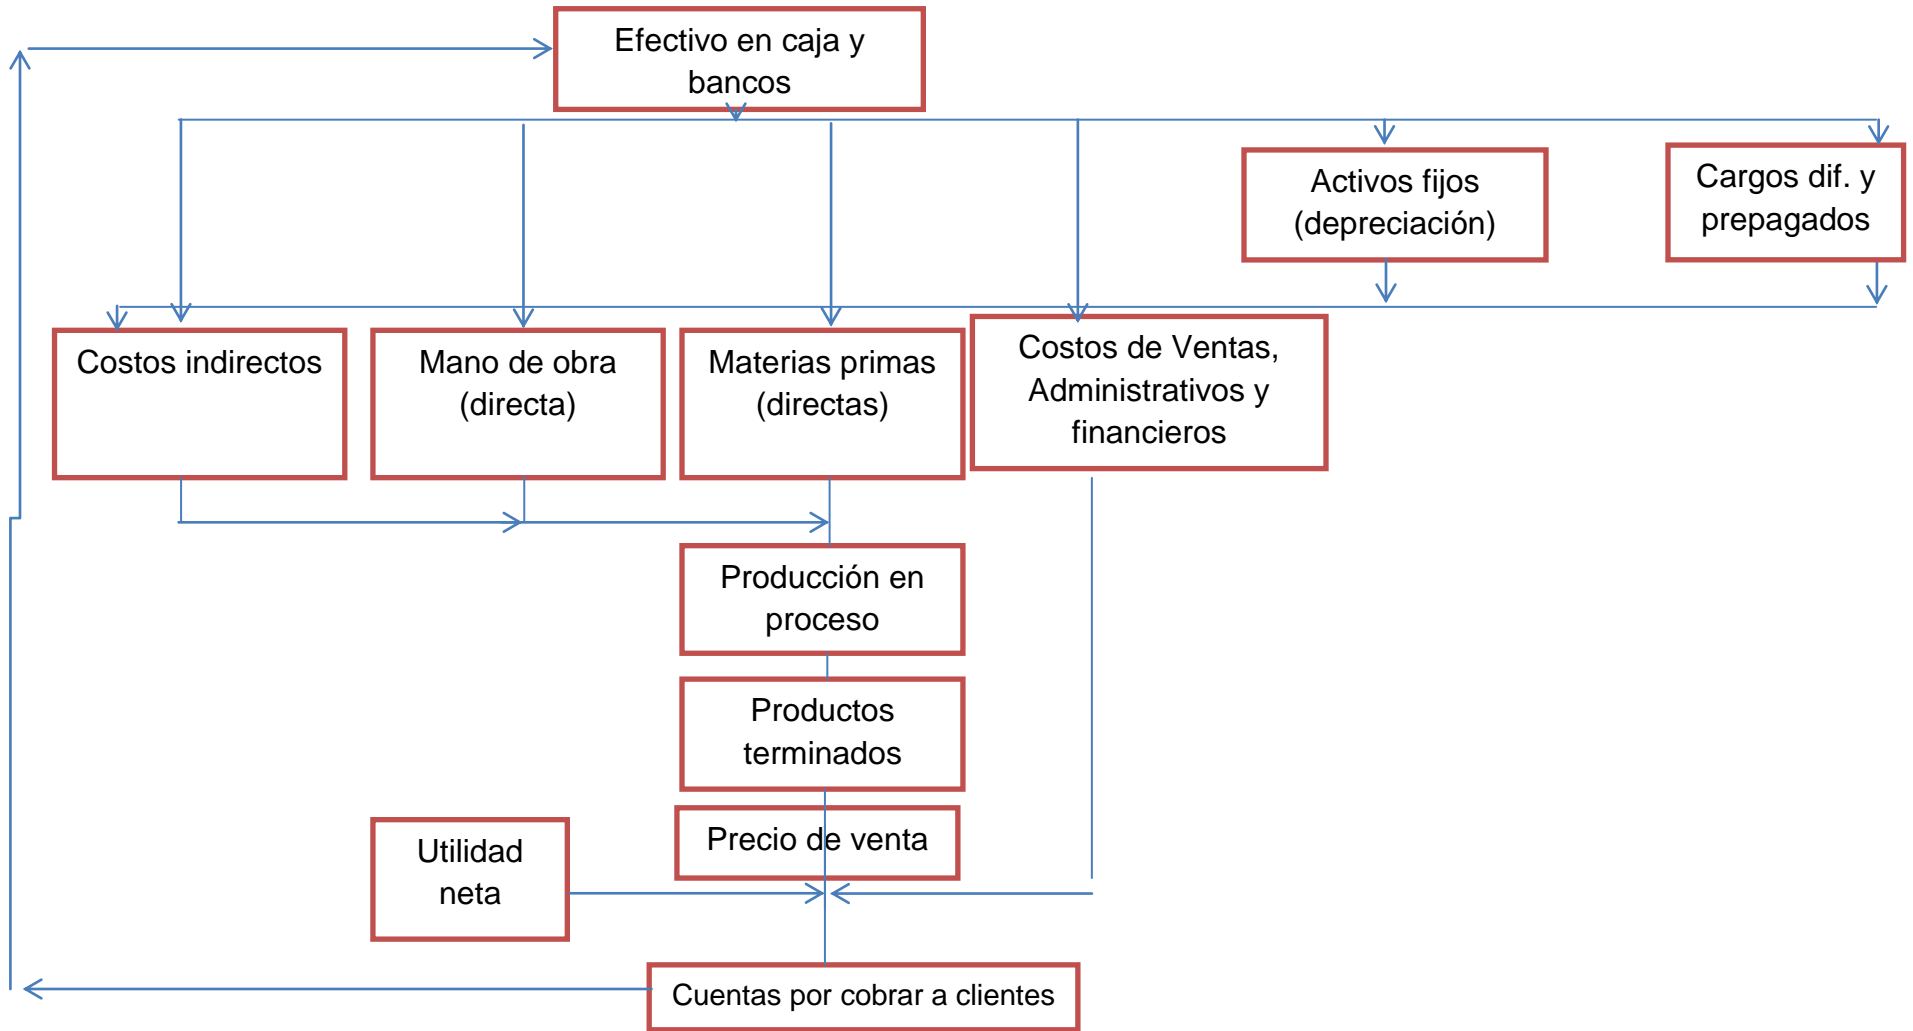 Efectivo en caja y
bancos
Activos fijos
(depreciación)
Cargos dif. y
prepagados
Costos indirectos
Mano de obra
(directa)
Materias primas
(directas)
Costos de Ventas,
Administrativos y
financieros
Producción en
proceso
Productos
terminados
Precio de venta
Utilidad
neta
Cuentas por cobrar a clientes